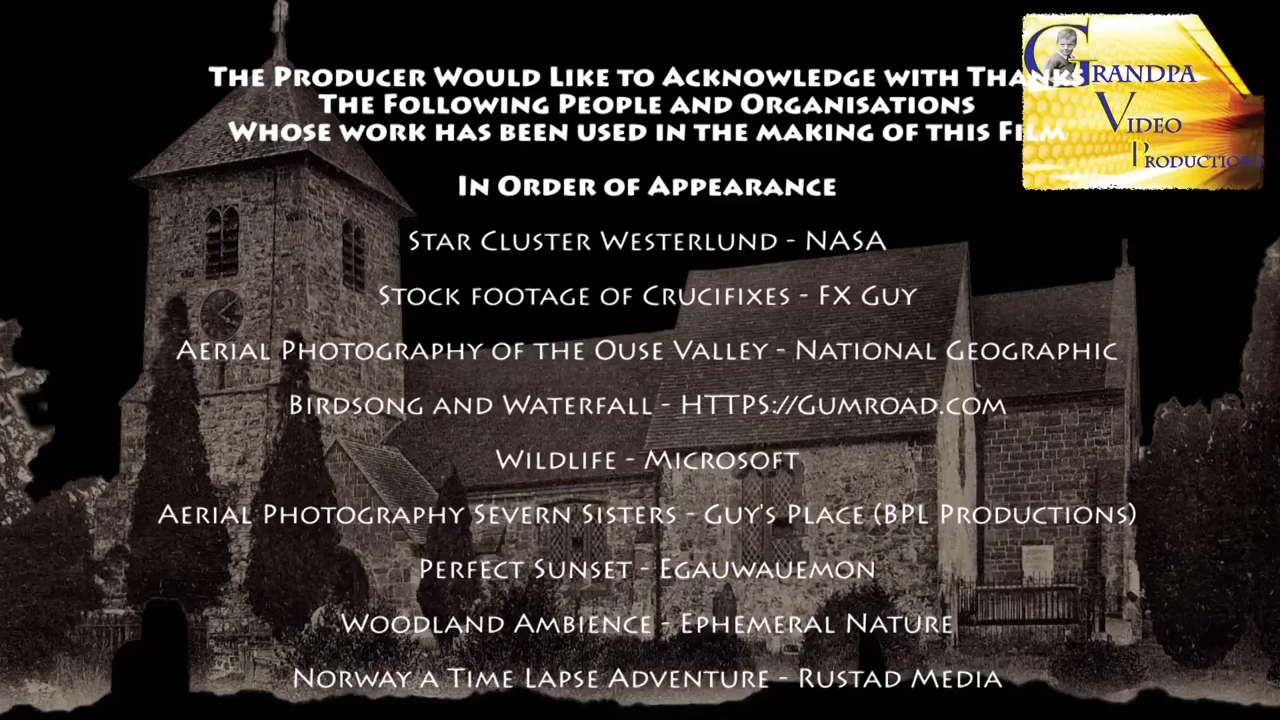 The Producer Would Like to Acknowledge with Thanks
The Following People and Organisations
Whose work has been used in the making of this Film
In Order of Appearance
Star Cluster Westerlund - NASA
Stock footage of Crucifixes - FX Guy
Aerial Photography of the Ouse Valley - National Geographic
Birdsong and Waterfall - HTTPS://Gumroad.com
Wildlife - Microsoft
Aerial Photography Severn Sisters - Guy's Place (BPL Productions)
Perfect Sunset - Egauwauemon
Woodland Ambience - Ephemeral Nature
Norway a Time Lapse Adventure - Rustad Media
Grandpa
Video
Productions